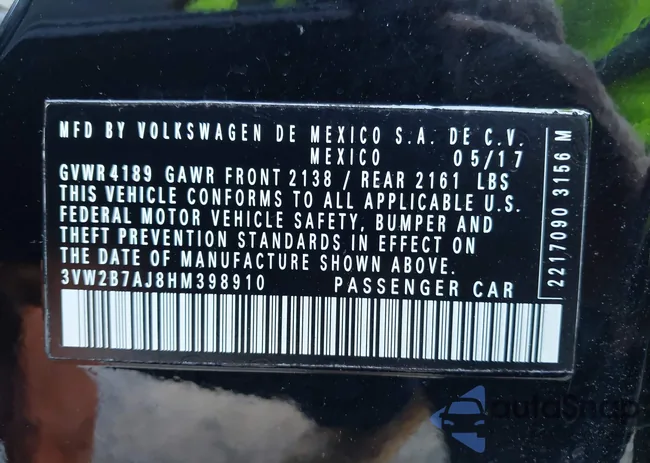 MFD BY VOLKSWAGEN DE MEXICO S.A. DE C.V.
MEXICO 05/17
GVWR 4189 GAWR FRONT 2138 / REAR 2161 LBS
THIS VEHICLE CONFORMS TO ALL APPLICABLE U.S.
FEDERAL MOTOR VEHICLE SAFETY, BUMPER AND
THEFT PREVENTION STANDARDS IN EFFECT ON
THE DATE OF MANUFACTURE SHOWN ABOVE.
3VW2B7AJ8HM398910 PASSENGER CAR
2217090 3156 M
autoSnap